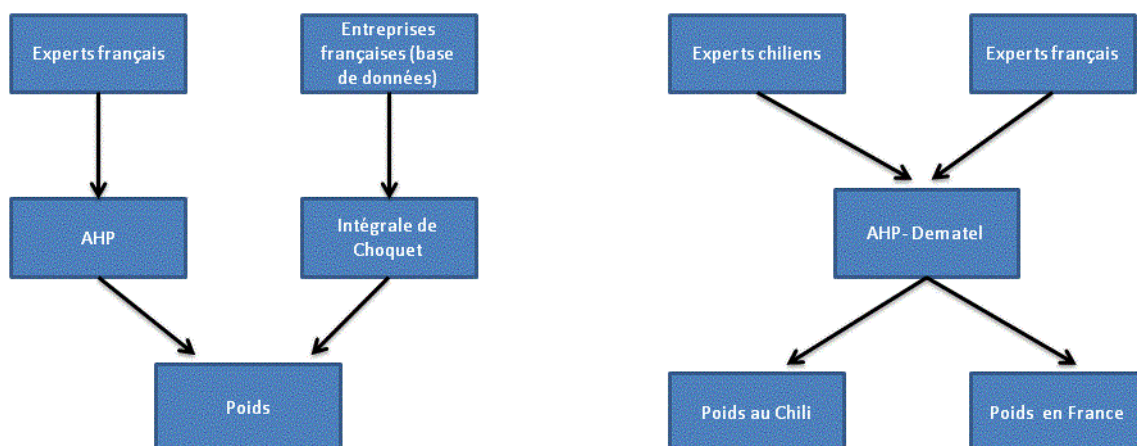 Experts français
Entreprises
françaises (base
de données)
Experts chiliens
Experts français
AHP
Intégrale de
Choquet
AHP- Dematel
Poids
Poids au Chili
Poids en France